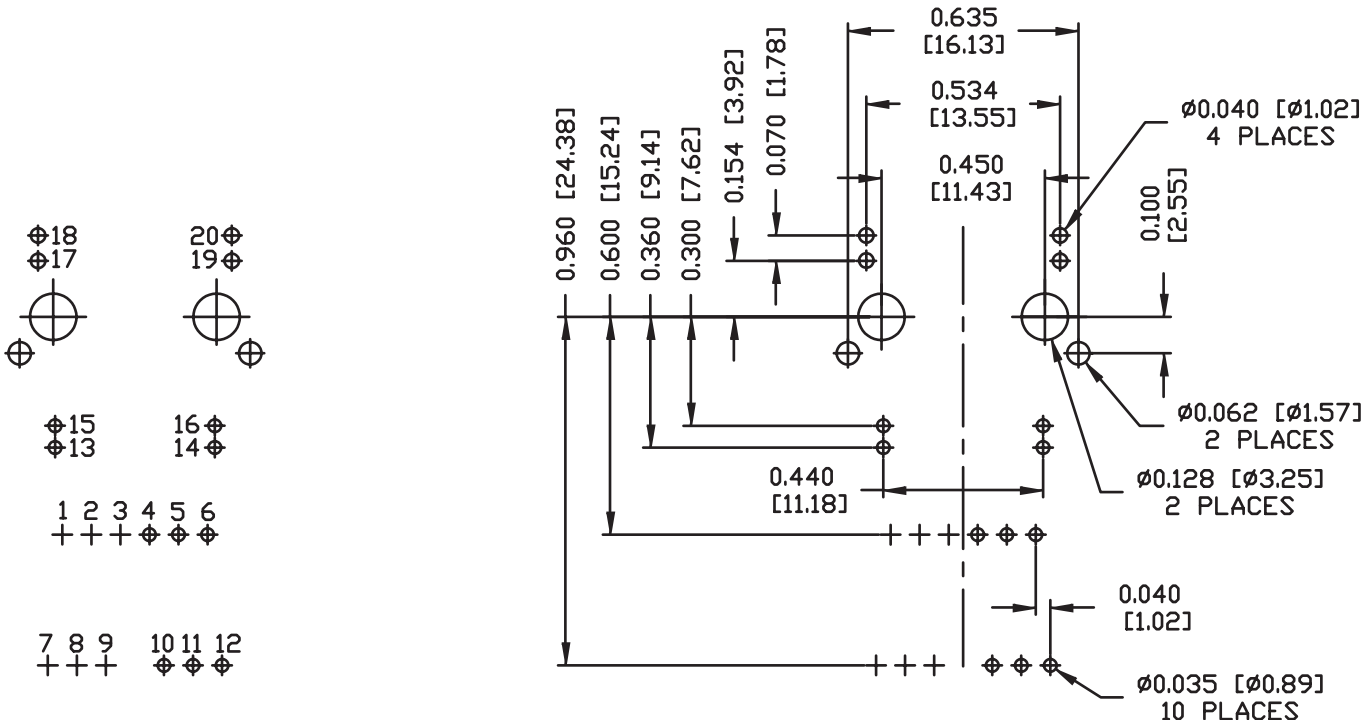 0.635
[16.13]
0.534
[13.55]
0.450
[11.43]
0.960 [24.38]
0.600 [15.24]
0.360 [9.14]
0.300 [7.62]
0.154 [3.92]
0.070 [1.78]
Ø0.040 [Ø1.02]
4 PLACES
0.100
[2.55]
18 20
17 19
15 16
13 14
Ø0.062 [Ø1.57]
2 PLACES
0.440
[11.18]
Ø0.128 [Ø3.25]
2 PLACES
1 2 3 4 5 6
0.040
[1.02]
7 8 9 10 11 12
Ø0.035 [Ø0.89]
10 PLACES